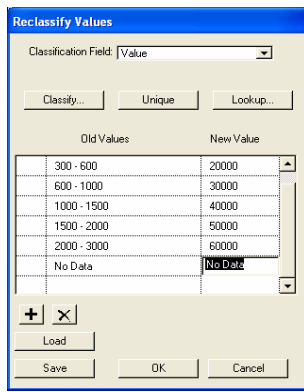 Reclassify Values
Classification Field: Value
Classify... Unique Lookup...
Old Values New Value
300 - 600 20000
600 - 1000 30000
1000 - 1500 40000
1500 - 2000 50000
2000 - 3000 60000
No Data No Data
Load
Save OK Cancel